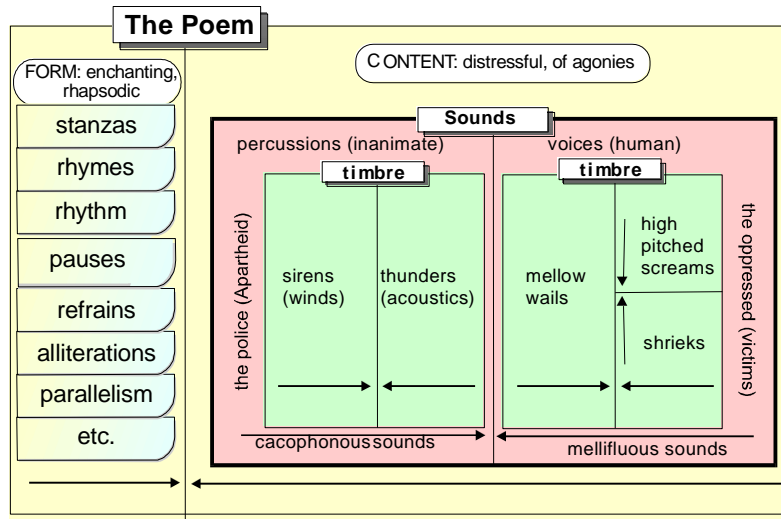 The Poem
FORM: enchanting,
rhapsodic
stanzas
rhymes
rhythm
pauses
refrains
alliterations
parallelism
etc.
CONTENT: distressful, of agonies
Sounds
percussions (inanimate)
timbre
the police (Apartheid)
sirens
(winds)
thunders
(acoustics)
cacophonous sounds
voices (human)
timbre
mellow
wails
high
pitched
screams
shrieks
the oppressed (victims)
mellifluous sounds